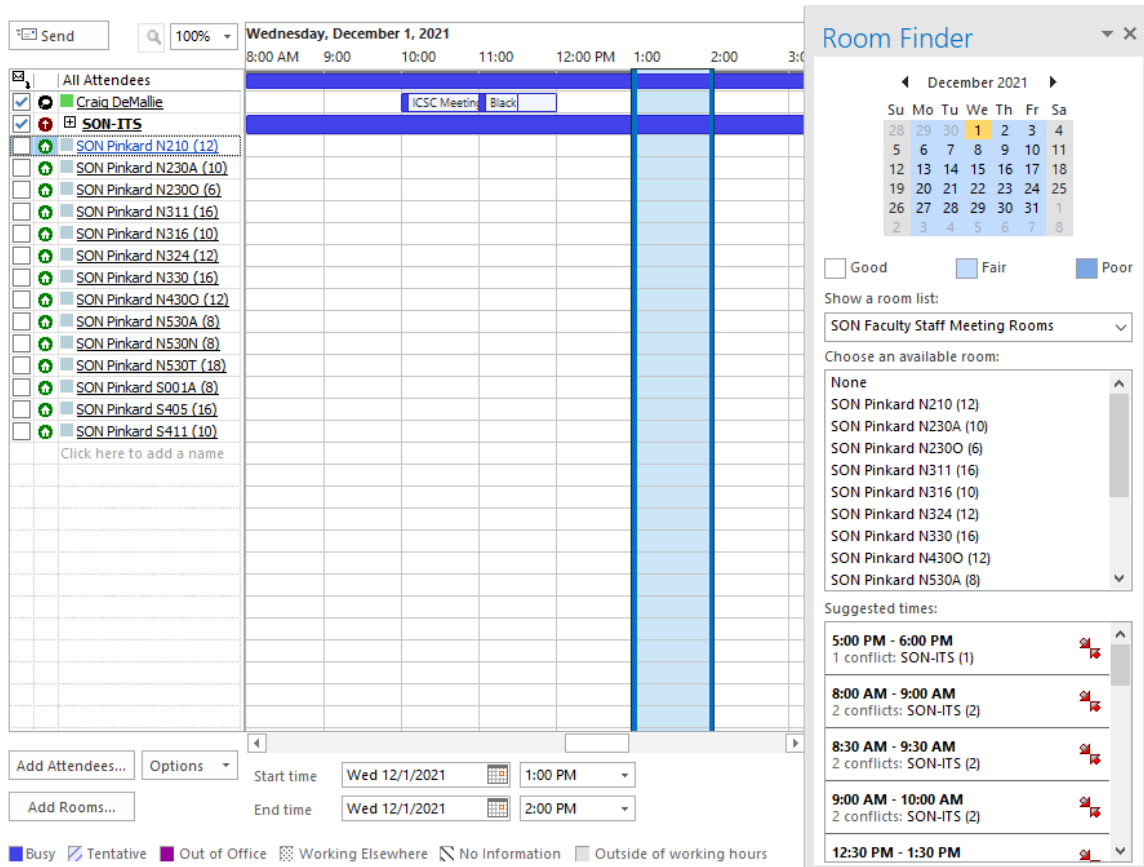 Send
100%
Wednesday, December 1, 2021
8:00 AM 9:00 10:00 11:00 12:00 PM 1:00 2:00
All Attendees
Craig DeMallie
ICSC Meeting Black
SON-ITS
SON Pinkard N210 (12)
SON Pinkard N230A (10)
SON Pinkard N230O (6)
SON Pinkard N311 (16)
SON Pinkard N316 (10)
SON Pinkard N324 (12)
SON Pinkard N330 (16)
SON Pinkard N430O (12)
SON Pinkard N530A (8)
SON Pinkard N530N (8)
SON Pinkard N530T (18)
SON Pinkard S001A (8)
SON Pinkard S405 (16)
SON Pinkard S411 (10)
Click here to add a name
Add Attendees... Options
Add Rooms...
Start time Wed 12/1/2021 1:00 PM
End time Wed 12/1/2021 2:00 PM
Busy Tentative Out of Office Working Elsewhere No Information Outside of working hours
Room Finder
December 2021
Su Mo Tu We Th Fr Sa
28 29 30 1 2 3 4
5 6 7 8 9 10 11
12 13 14 15 16 17 18
19 20 21 22 23 24 25
26 27 28 29 30 31 1
2 3 4 5 6 7 8
Good Fair Poor
Show a room list:
SON Faculty Staff Meeting Rooms
Choose an available room:
None
SON Pinkard N210 (12)
SON Pinkard N230A (10)
SON Pinkard N230O (6)
SON Pinkard N311 (16)
SON Pinkard N316 (10)
SON Pinkard N324 (12)
SON Pinkard N330 (16)
SON Pinkard N430O (12)
SON Pinkard N530A (8)
Suggested times:
5:00 PM - 6:00 PM
1 conflict: SON-ITS (1)
8:00 AM - 9:00 AM
2 conflicts: SON-ITS (2)
8:30 AM - 9:30 AM
2 conflicts: SON-ITS (2)
9:00 AM - 10:00 AM
2 conflicts: SON-ITS (2)
12:30 PM - 1:30 PM